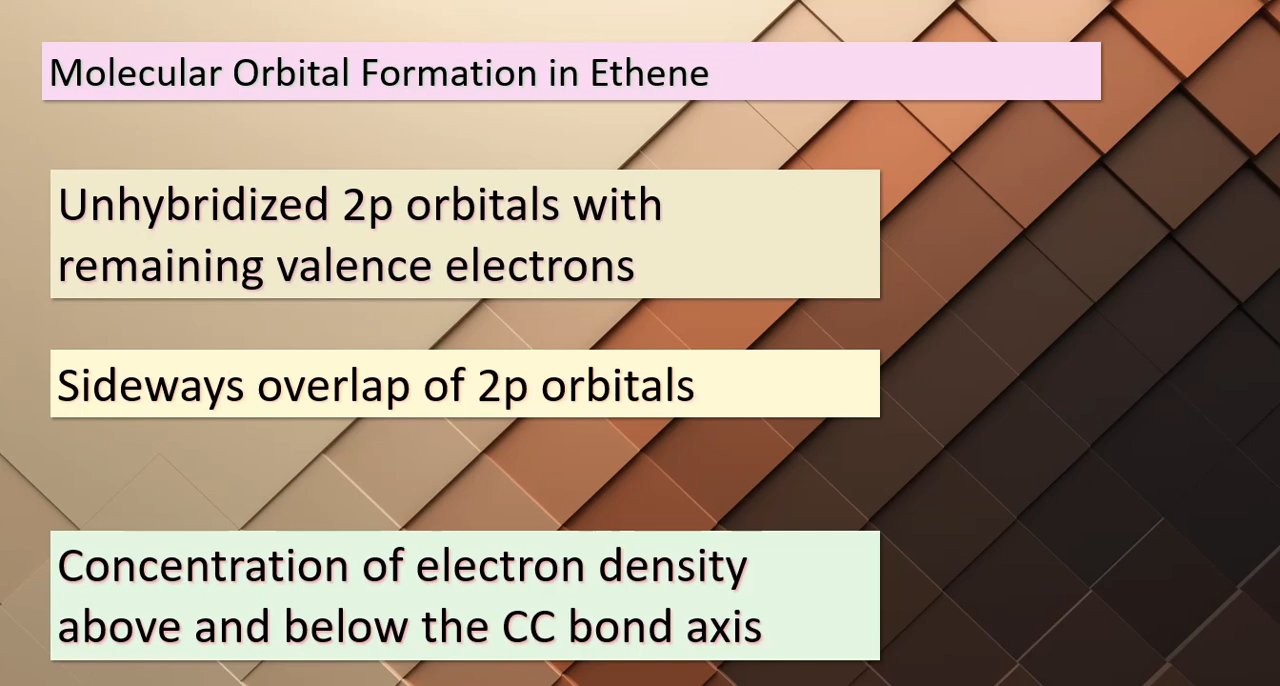 Molecular Orbital Formation in Ethene
Unhybridized 2p orbitals with
remaining valence electrons
Sideways overlap of 2p orbitals
Concentration of electron density
above and below the CC bond axis